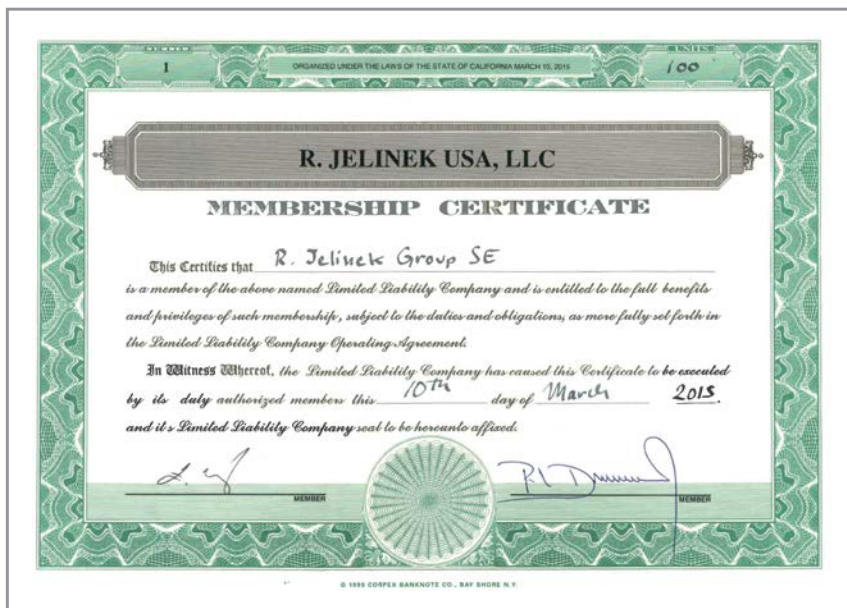 CERTIFICATE UNITS
1 ORGANIZED UNDER THE LAWS OF THE STATE OF CALIFORNIA MARCH 10, 2015 100
R. JELINEK USA, LLC
MEMBERSHIP CERTIFICATE
This Certifies that R. Jelinek Group SE
is a member of the above named Limited Liability Company and is entitled to the full benefits
and privileges of such membership, subject to the duties and obligations, as more fully set forth in
the Limited Liability Company Operating Agreement.
In Witness Whereof, the Limited Liability Company has caused this Certificate to be executed
by its duly authorized members this 10th day of March 2015.
and its Limited Liability Company seal to be hereunto affixed.
MEMBER MEMBER
© 1999 CORPEX BANKNOTE CO., BAY SHORE N.Y.